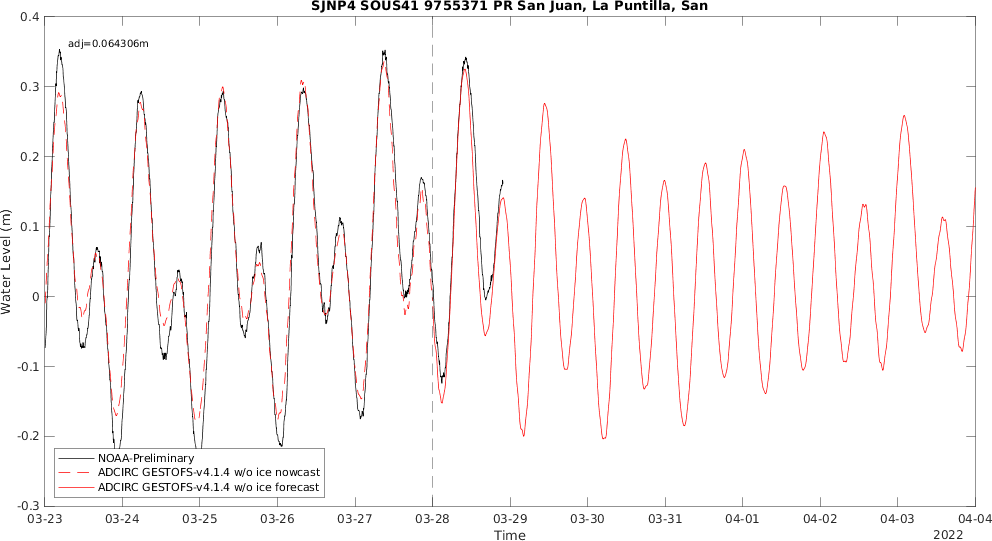 SJNP4 SOUS41 9755371 PR San Juan, La Puntilla, San
adj=0.064306m
0.4
0.3
0.2
0.1
0
-0.1
-0.2
-0.3
Water Level (m)
NOAA-Preliminary
ADCIRC GESTOFS-v4.1.4 w/o ice nowcast
ADCIRC GESTOFS-v4.1.4 w/o ice forecast
03-23 03-24 03-25 03-26 03-27 03-28 03-29 03-30 03-31 04-01 04-02 04-03 04-04
Time
2022